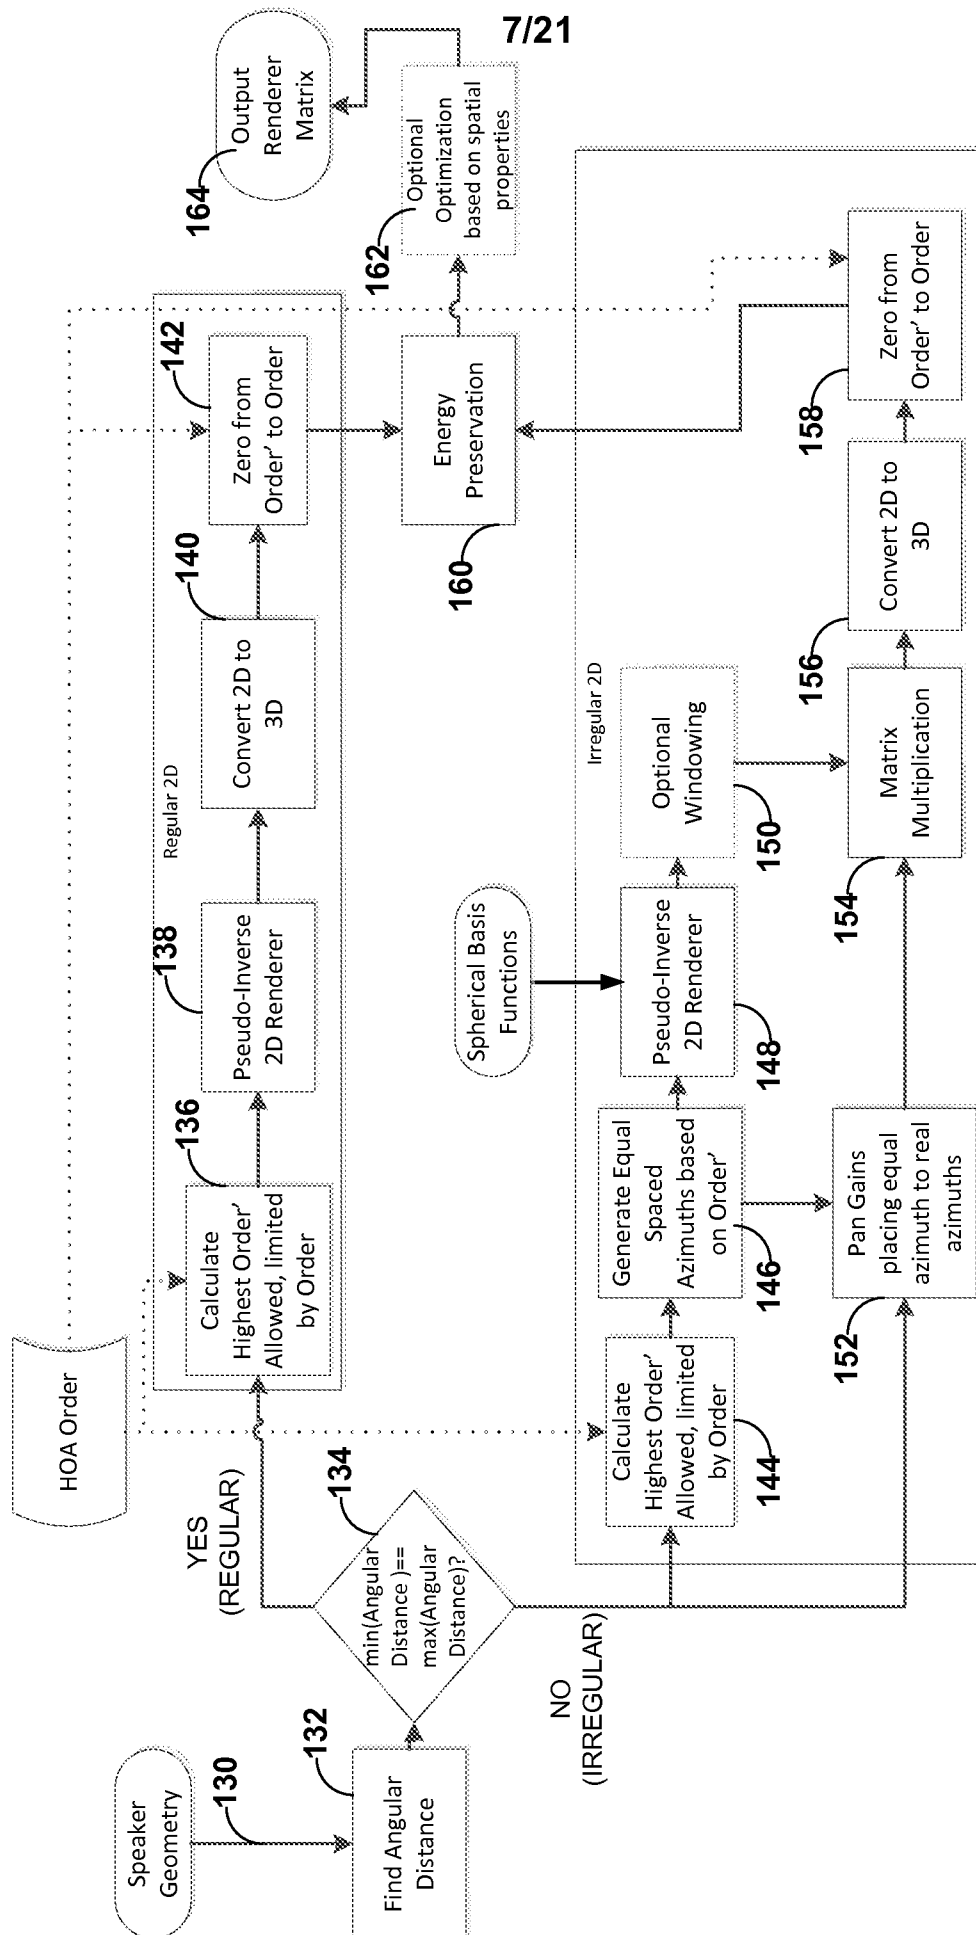 7/21
Speaker
Geometry
130
132
Find Angular
Distance
134
min(Angular
Distance )==
max(Angular
Distance)?
YES
(REGULAR)
NO
(IRREGULAR)
HOA Order
Regular 2D
136
Calculate
Highest Order'
Allowed, limited
by Order
138
Pseudo-Inverse
2D Renderer
140
Convert 2D to
3D
142
Zero from
Order' to Order
160
Energy
Preservation
162
Optional
Optimization
based on spatial
properties
164
Output
Renderer
Matrix
Irregular 2D
Calculate
Highest Order'
Allowed, limited
by Order
144
Generate Equal
Spaced
Azimuths based
on Order'
146
Spherical Basis
Functions
Pseudo-Inverse
2D Renderer
148
Optional
Windowing
150
152
Pan Gains
placing equal
azimuth to real
azimuths
154
Matrix
Multiplication
156
Convert 2D to
3D
158
Zero from
Order' to Order